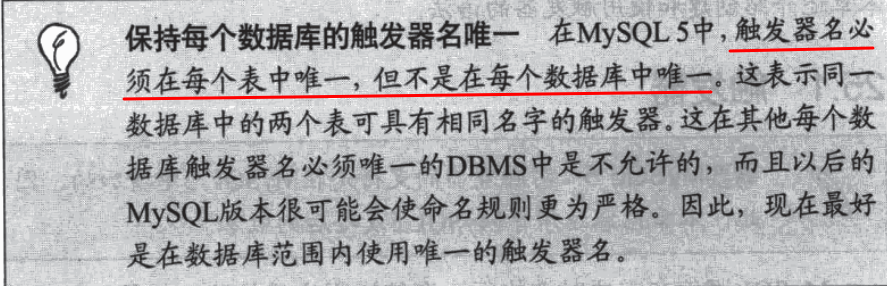 保持每个数据库的触发器名唯一 在MySQL 5中,触发器名必
须在每个表中唯一,但不是在每个数据库中唯一。这表示同一
数据库中的两个表可具有相同名字的触发器。这在其他每个数
据库触发器名必须唯一的DBMS中是不允许的,而且以后的
MySQL版本很可能会使命名规则更为严格。因此,现在最好
是在数据库范围内使用唯一的触发器名。